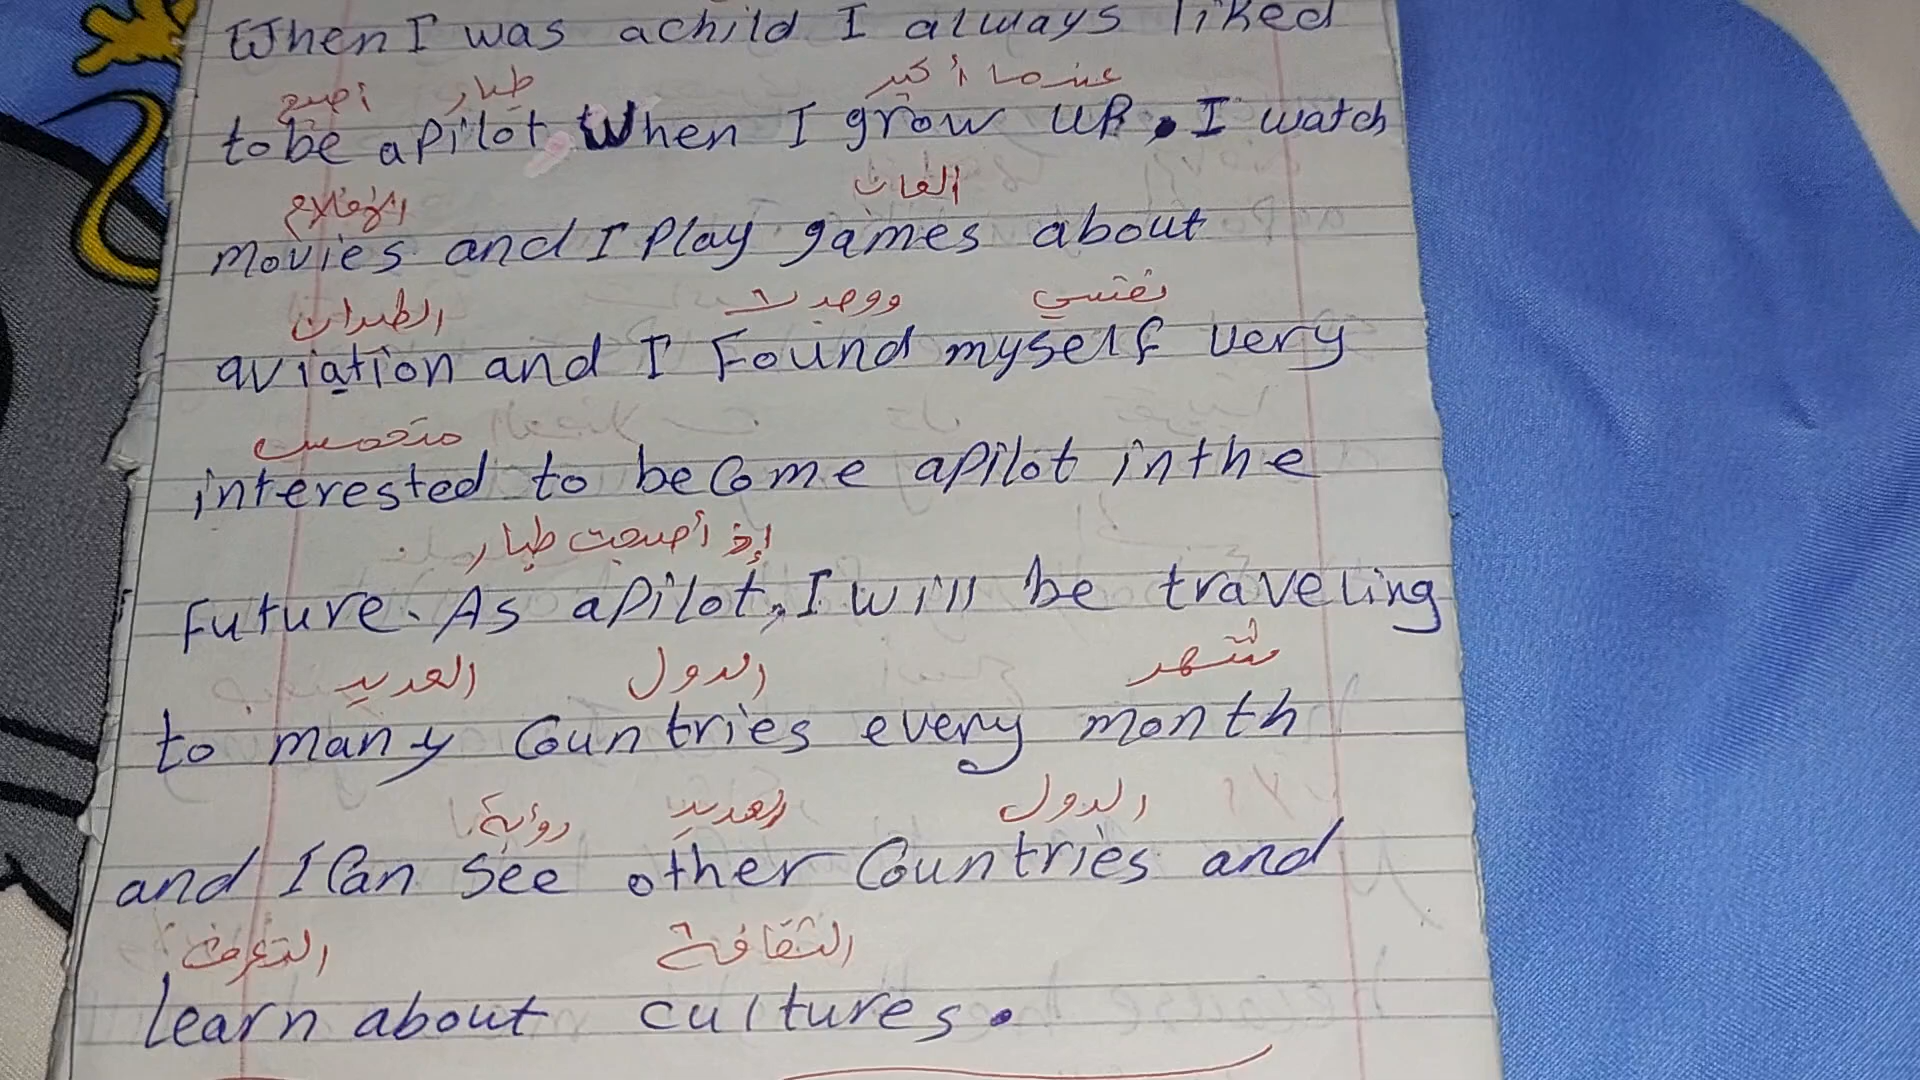 When I was a child I always liked
أصبح طيار عندما أكبر
to be a pilot, When I grow up, I watch
الأفلام العاب
movies and I play games about
الطيران ووجدت نفسي
aviation and I Found myself very
متحمس
interested to become a pilot in the
إذ أصبحت طيار
Future. As a pilot, I will be traveling
العديد الدول شهر
to many Countries every month
رؤية العديد الدول
and I Can see other Countries and
التعرف الثقافة
learn about cultures.